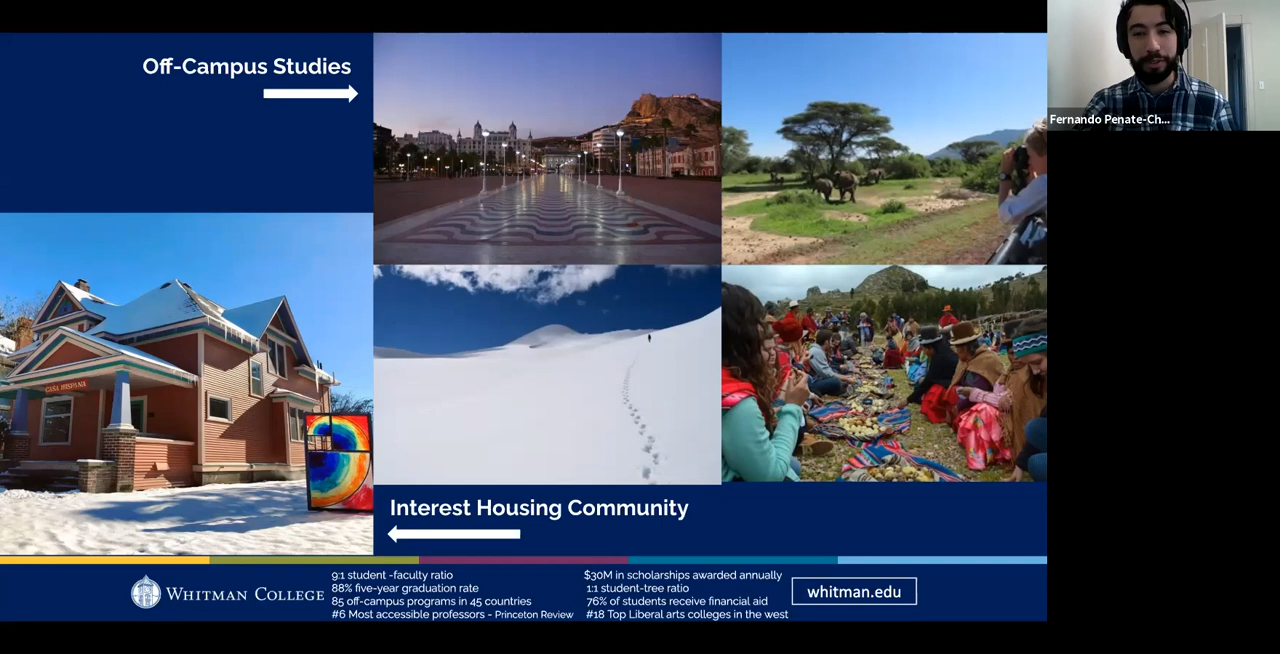 Off-Campus Studies
Fernando Penate-Ch...
CASA HISPANA
Interest Housing Community
WHITMAN COLLEGE
9:1 student -faculty ratio
88% five-year graduation rate
85 off-campus programs in 45 countries
#6 Most accessible professors - Princeton Review
$30M in scholarships awarded annually
1:1 student-tree ratio
76% of students receive financial aid
#18 Top Liberal arts colleges in the west
whitman.edu